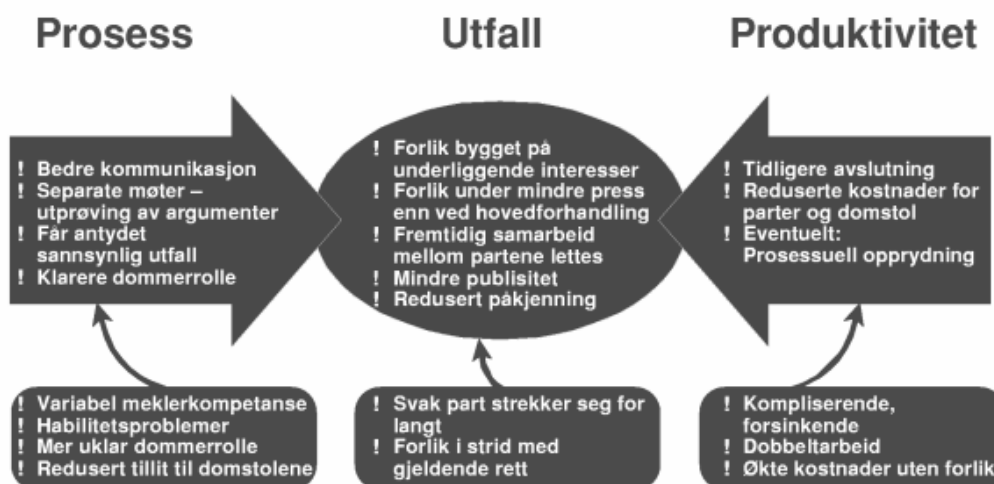 Prosess
Utfall
Produktivitet
! Bedre kommunikasjon
! Separate møter –
utprøving av argumenter
! Får antydet
sannsynlig utfall
! Klarere dommerrolle
! Forlik bygget på
underliggende interesser
! Forlik under mindre press
enn ved hovedforhandling
! Fremtidig samarbeid
mellom partene lettes
! Mindre publisitet
! Redusert påkjenning
! Tidligere avslutning
! Reduserte kostnader for
parter og domstol
! Eventuelt:
Prosessuell opprydning
! Variabel meklerkompetanse
! Habilitetsproblemer
! Mer uklar dommerrolle
! Redusert tillit til domstolene
! Svak part strekker seg for
langt
! Forlik i strid med
gjeldende rett
! Kompliserende,
forsinkende
! Dobbeltarbeid
! Økte kostnader uten forlik